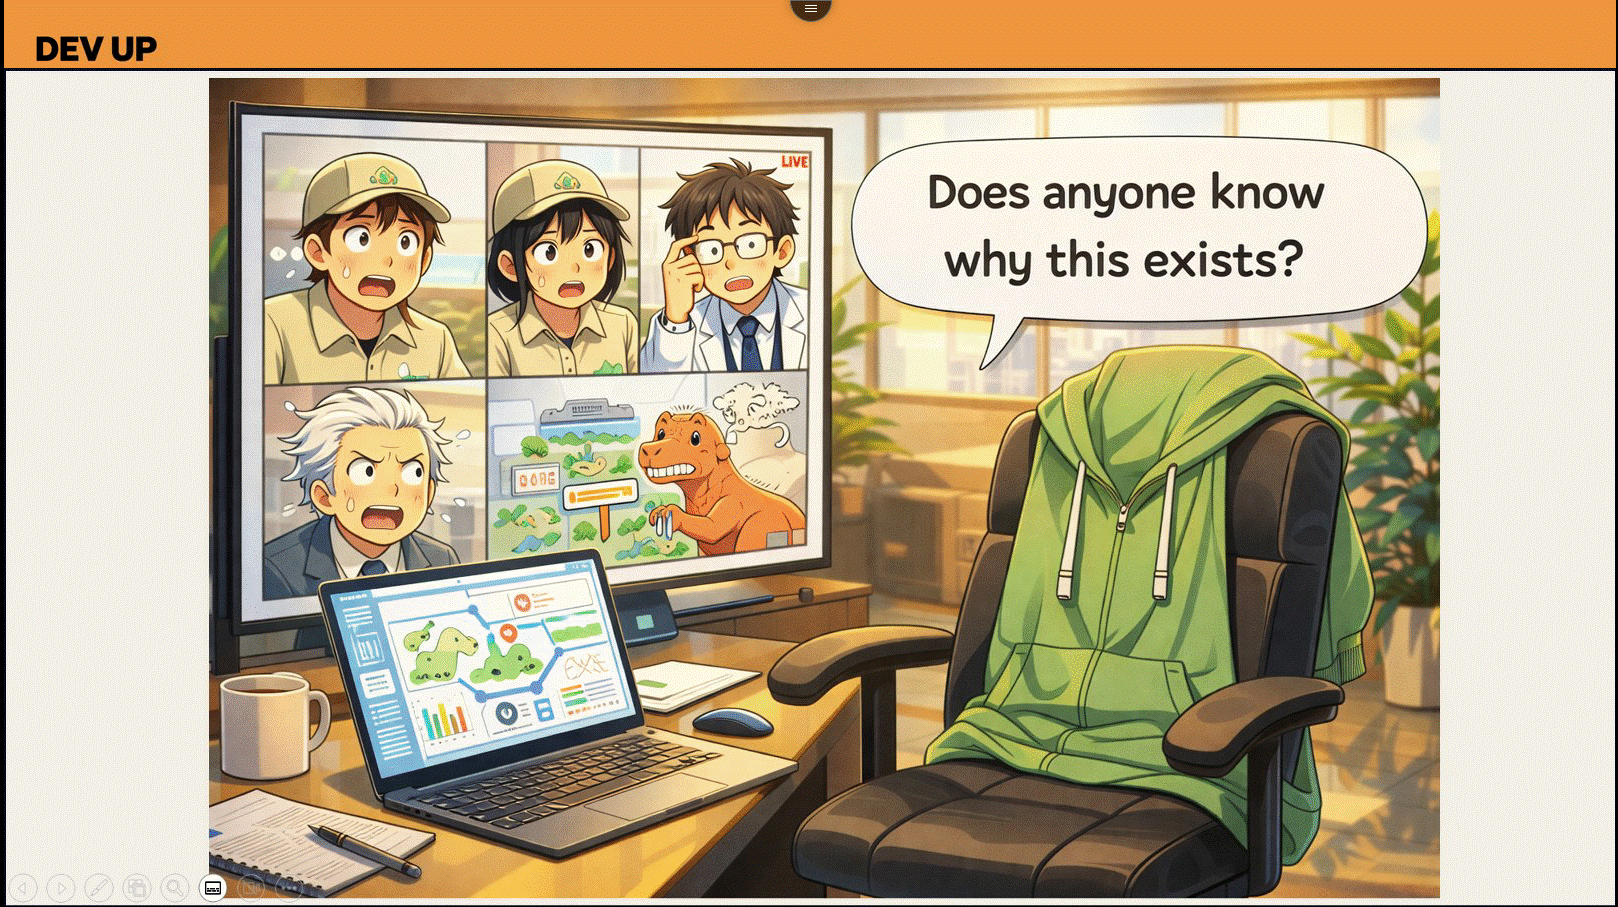 DEV UP
LIVE
Does anyone know
why this exists?